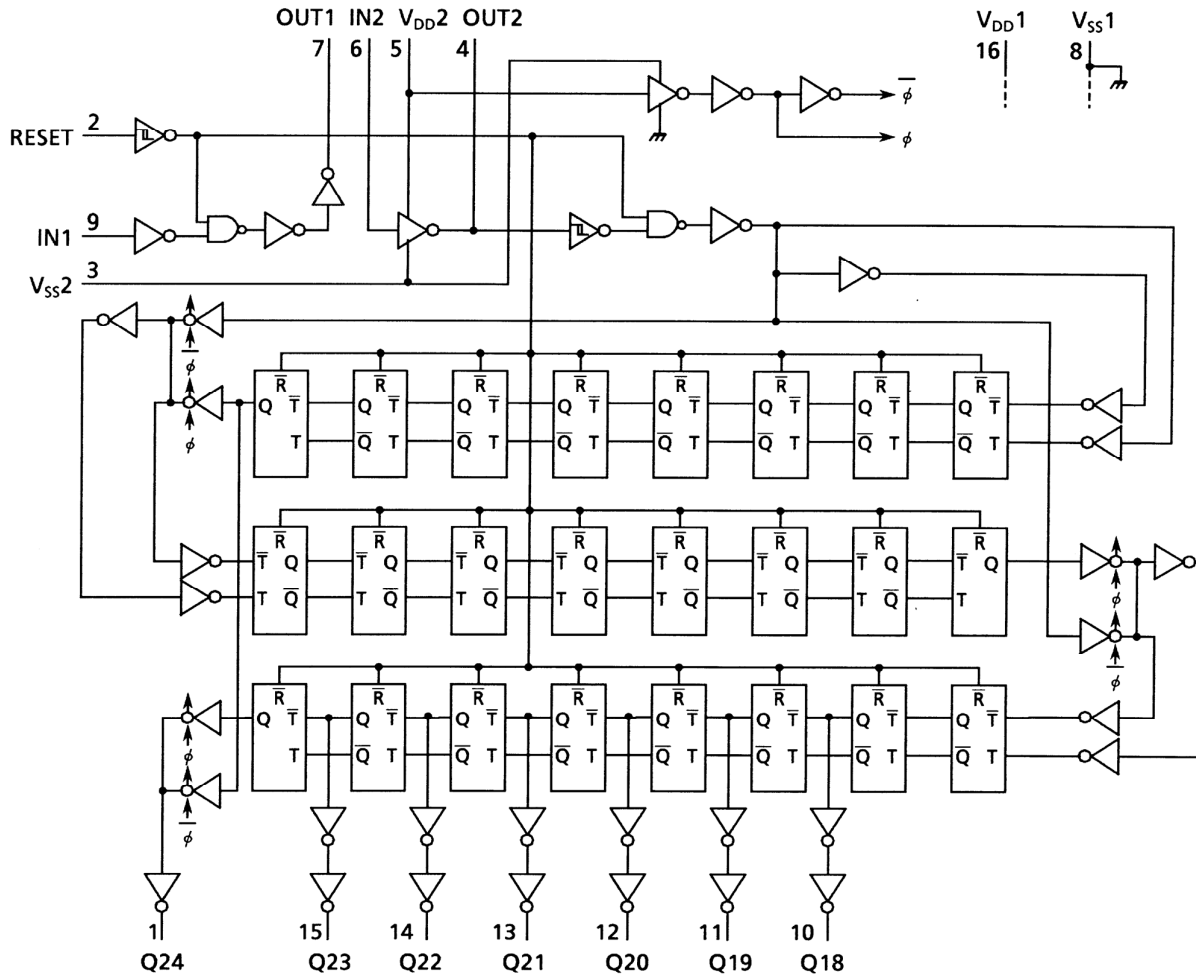 OUT1 IN2 VDD2 OUT2 VDD1 VSS1
7 6 5 4 16 8
φ̅
RESET 2
φ
IN1 9
VSS2 3
φ̅
R̅ R̅ R̅ R̅ R̅ R̅ R̅ R̅
Q T̅ Q T̅ Q T̅ Q T̅ Q T̅ Q T̅ Q T̅ Q T̅
φ
T Q̅ T Q̅ T Q̅ T Q̅ T Q̅ T Q̅ T Q̅ T
R̅ R̅ R̅ R̅ R̅ R̅ R̅ R̅
T̅ Q T̅ Q T̅ Q T̅ Q T̅ Q T̅ Q T̅ Q T̅ Q
T Q̅ T Q̅ T Q̅ T Q̅ T Q̅ T Q̅ T Q̅ T
φ
φ̅
R̅ R̅ R̅ R̅ R̅ R̅ R̅ R̅
Q T̅ Q T̅ Q T̅ Q T̅ Q T̅ Q T̅ Q T̅ Q T̅
φ
T Q̅ T Q̅ T Q̅ T Q̅ T Q̅ T Q̅ T Q̅ T
φ̅
1 15 14 13 12 11 10
Q24 Q23 Q22 Q21 Q20 Q19 Q18